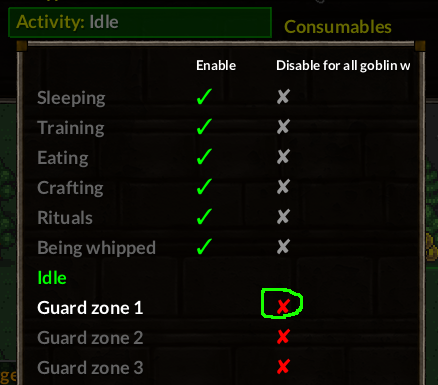 Activity: Idle
Consumables
Enable Disable for all goblin w
Sleeping ✓ ✘
Training ✓ ✘
Eating ✓ ✘
Crafting ✓ ✘
Rituals ✓ ✘
Being whipped ✓ ✘
Idle
Guard zone 1 ✘
Guard zone 2 ✘
Guard zone 3 ✘
ge